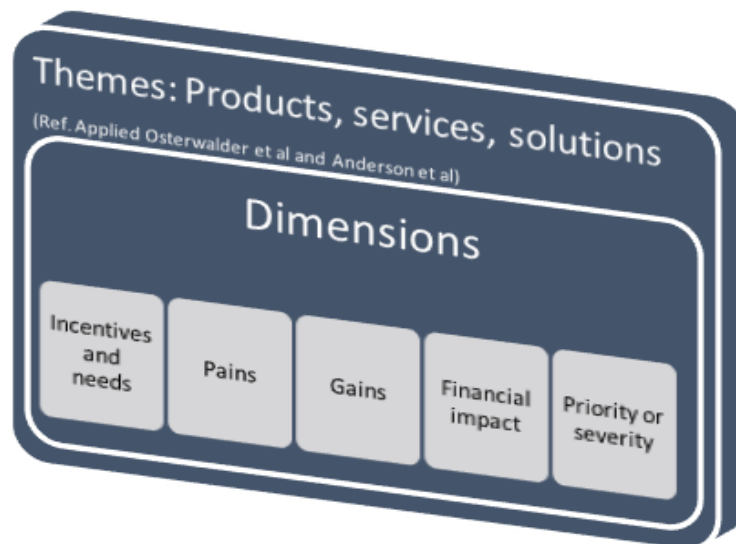 Themes: Products, services, solutions
(Ref. Applied Osterwalder et al and Anderson et al)
Dimensions
Incentives
and
needs
Pains
Gains
Financial
impact
Priority or
severity